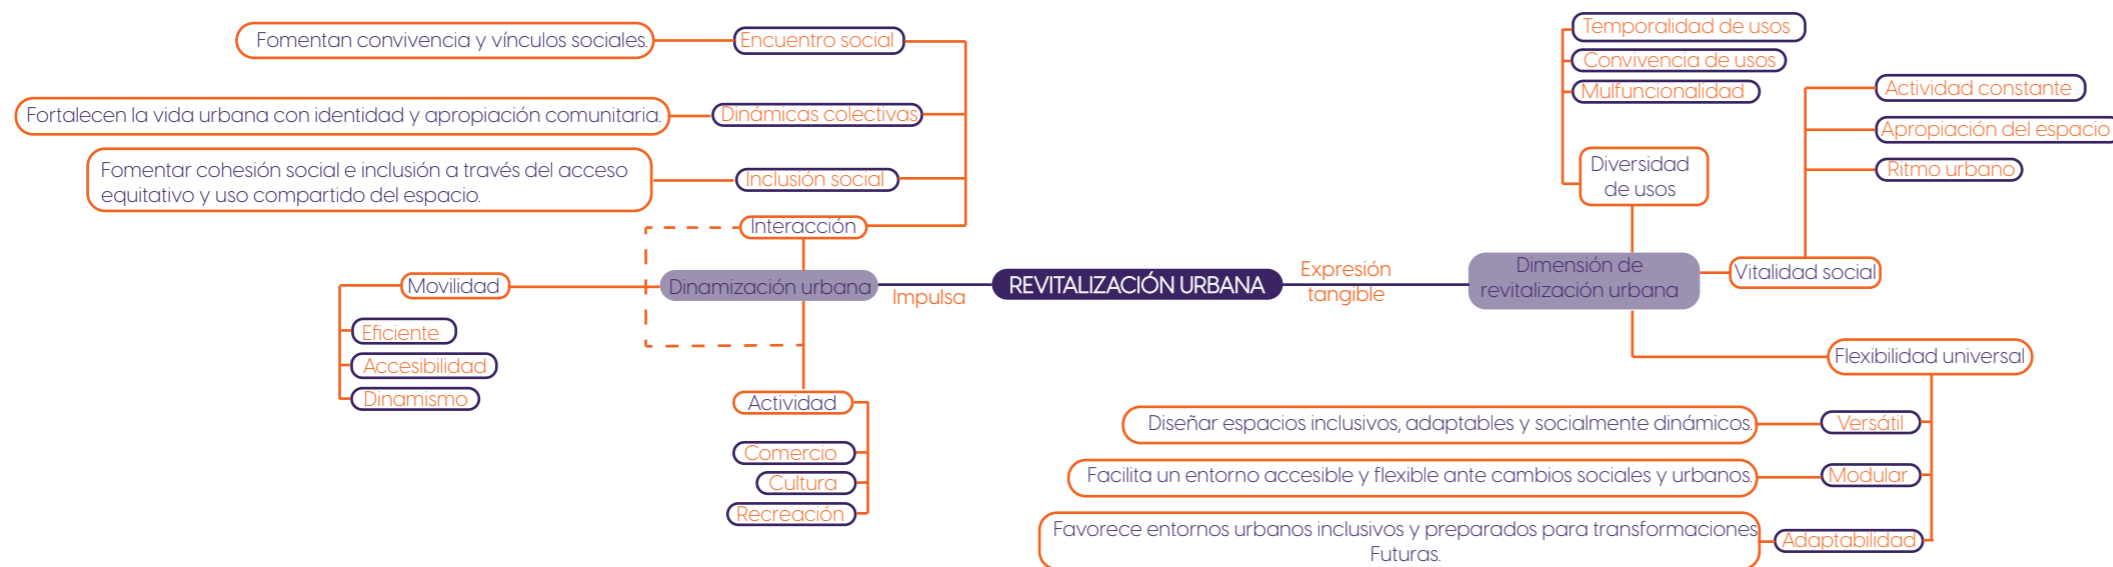 Fomentan convivencia y vínculos sociales.
Encuentro social
Fortalecen la vida urbana con identidad y apropiación comunitaria.
Dinámicas colectivas
Fomentar cohesión social e inclusión a través del acceso
equitativo y uso compartido del espacio.
Inclusión social
Interacción
Movilidad
Dinamización urbana
Impulsa
Eficiente
Accesibilidad
Dinamismo
Actividad
Comercio
Cultura
Recreación
REVITALIZACIÓN URBANA
Expresión
tangible
Dimensión de
revitalización urbana
Temporalidad de usos
Convivencia de usos
Mulfuncionalidad
Diversidad
de usos
Actividad constante
Apropiación del espacio
Ritmo urbano
Vitalidad social
Flexibilidad universal
Diseñar espacios inclusivos, adaptables y socialmente dinámicos.
Versátil
Facilita un entorno accesible y flexible ante cambios sociales y urbanos.
Modular
Favorece entornos urbanos inclusivos y preparados para transformaciones
Futuras.
Adaptabilidad